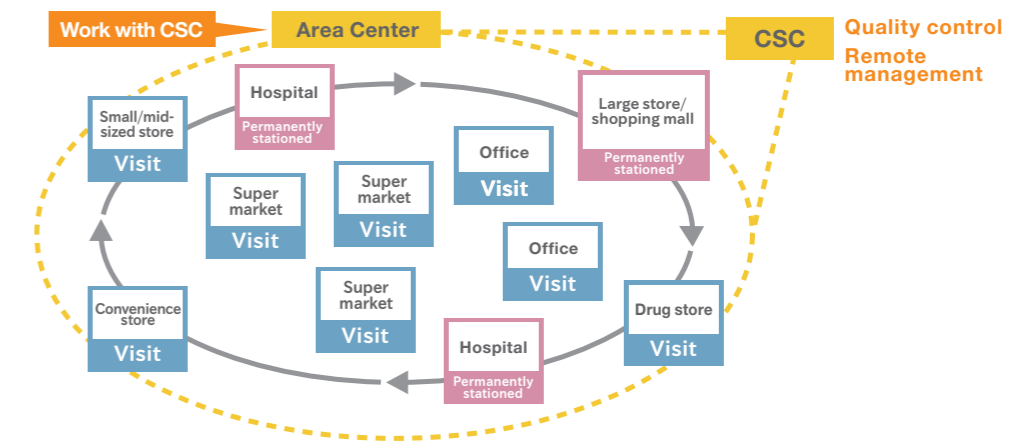 Work with CSC
Area Center
CSC
Quality control
Remote
management
Hospital
Permanently
stationed
Large store/
shopping mall
Permanently
stationed
Small/mid-
sized store
Visit
Office
Visit
Super
market
Visit
Super
market
Visit
Office
Visit
Super
market
Visit
Convenience
store
Visit
Drug store
Visit
Hospital
Permanently
stationed